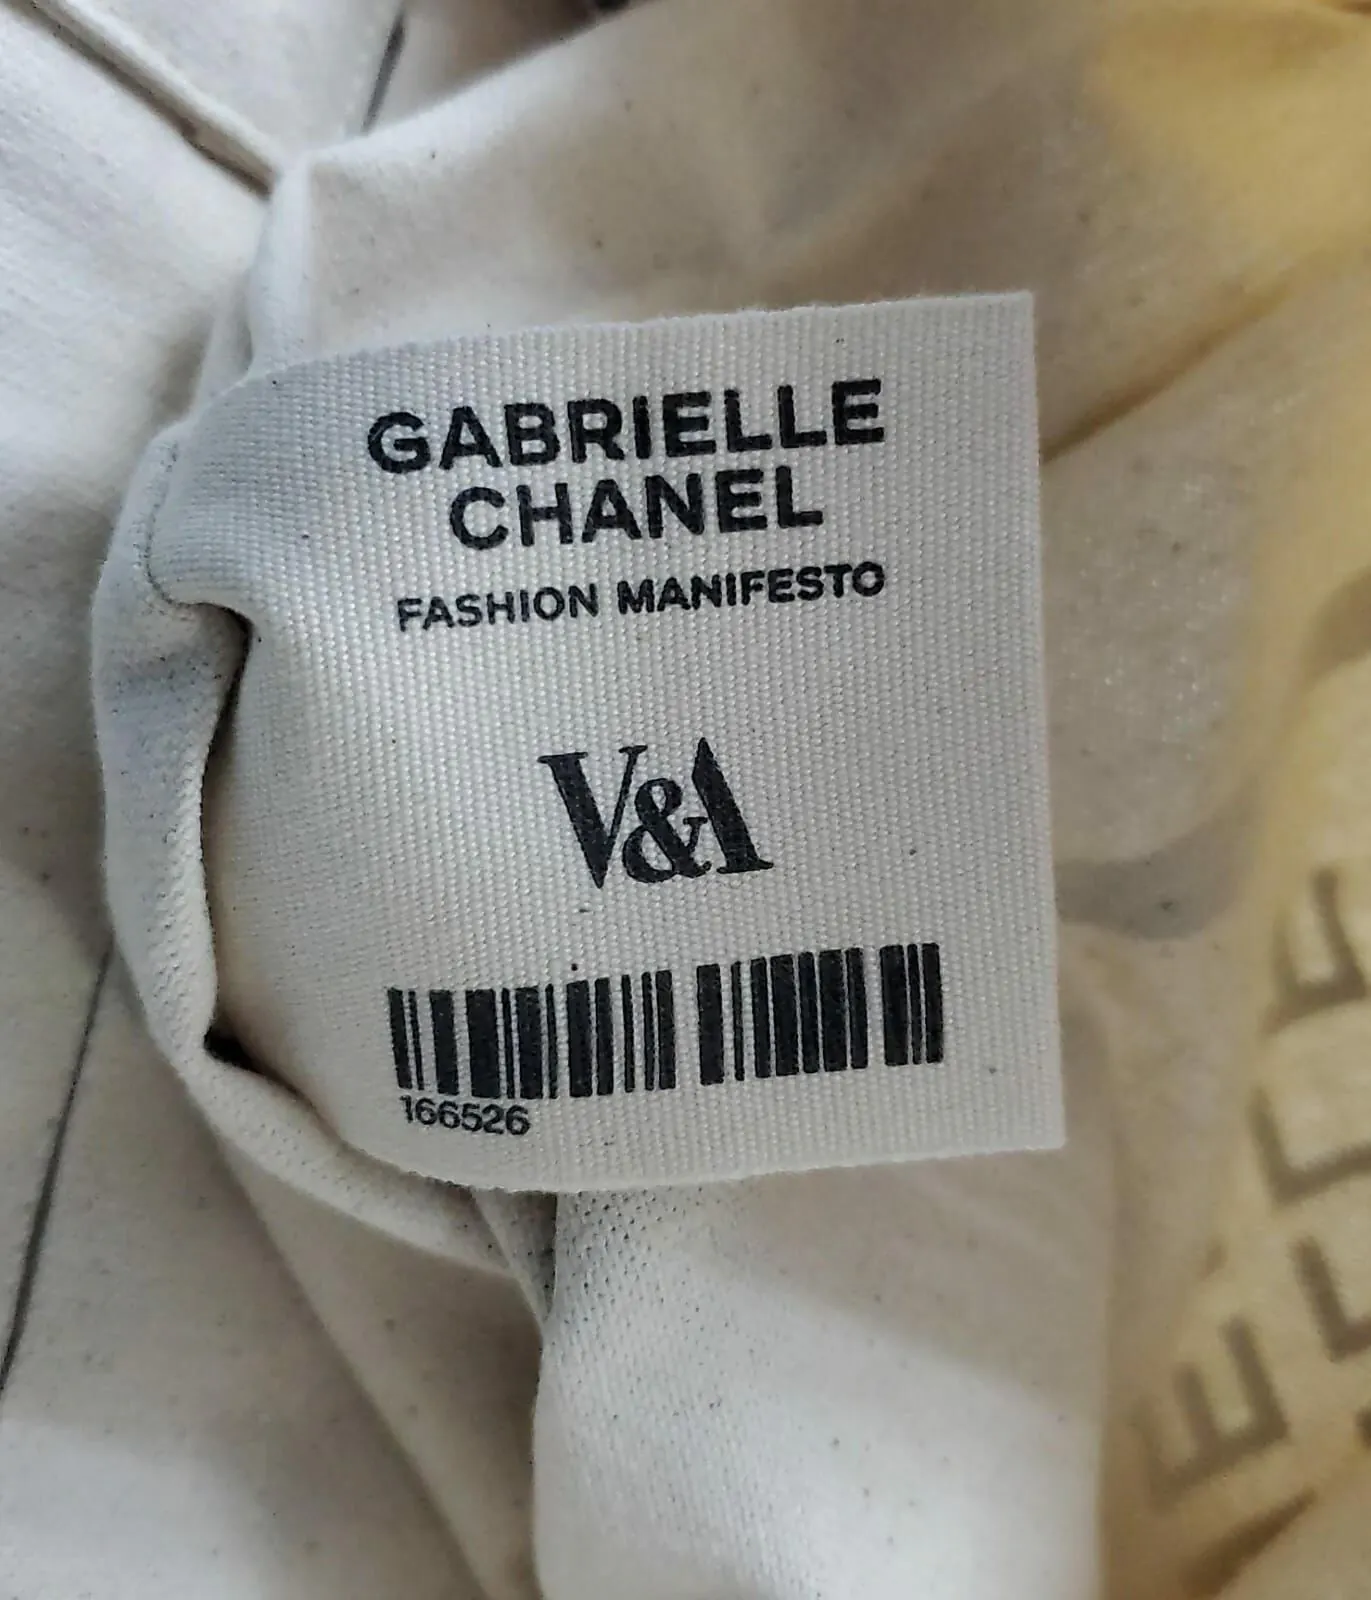 GABRIELLE
CHANEL
FASHION MANIFESTO
V&A
166526